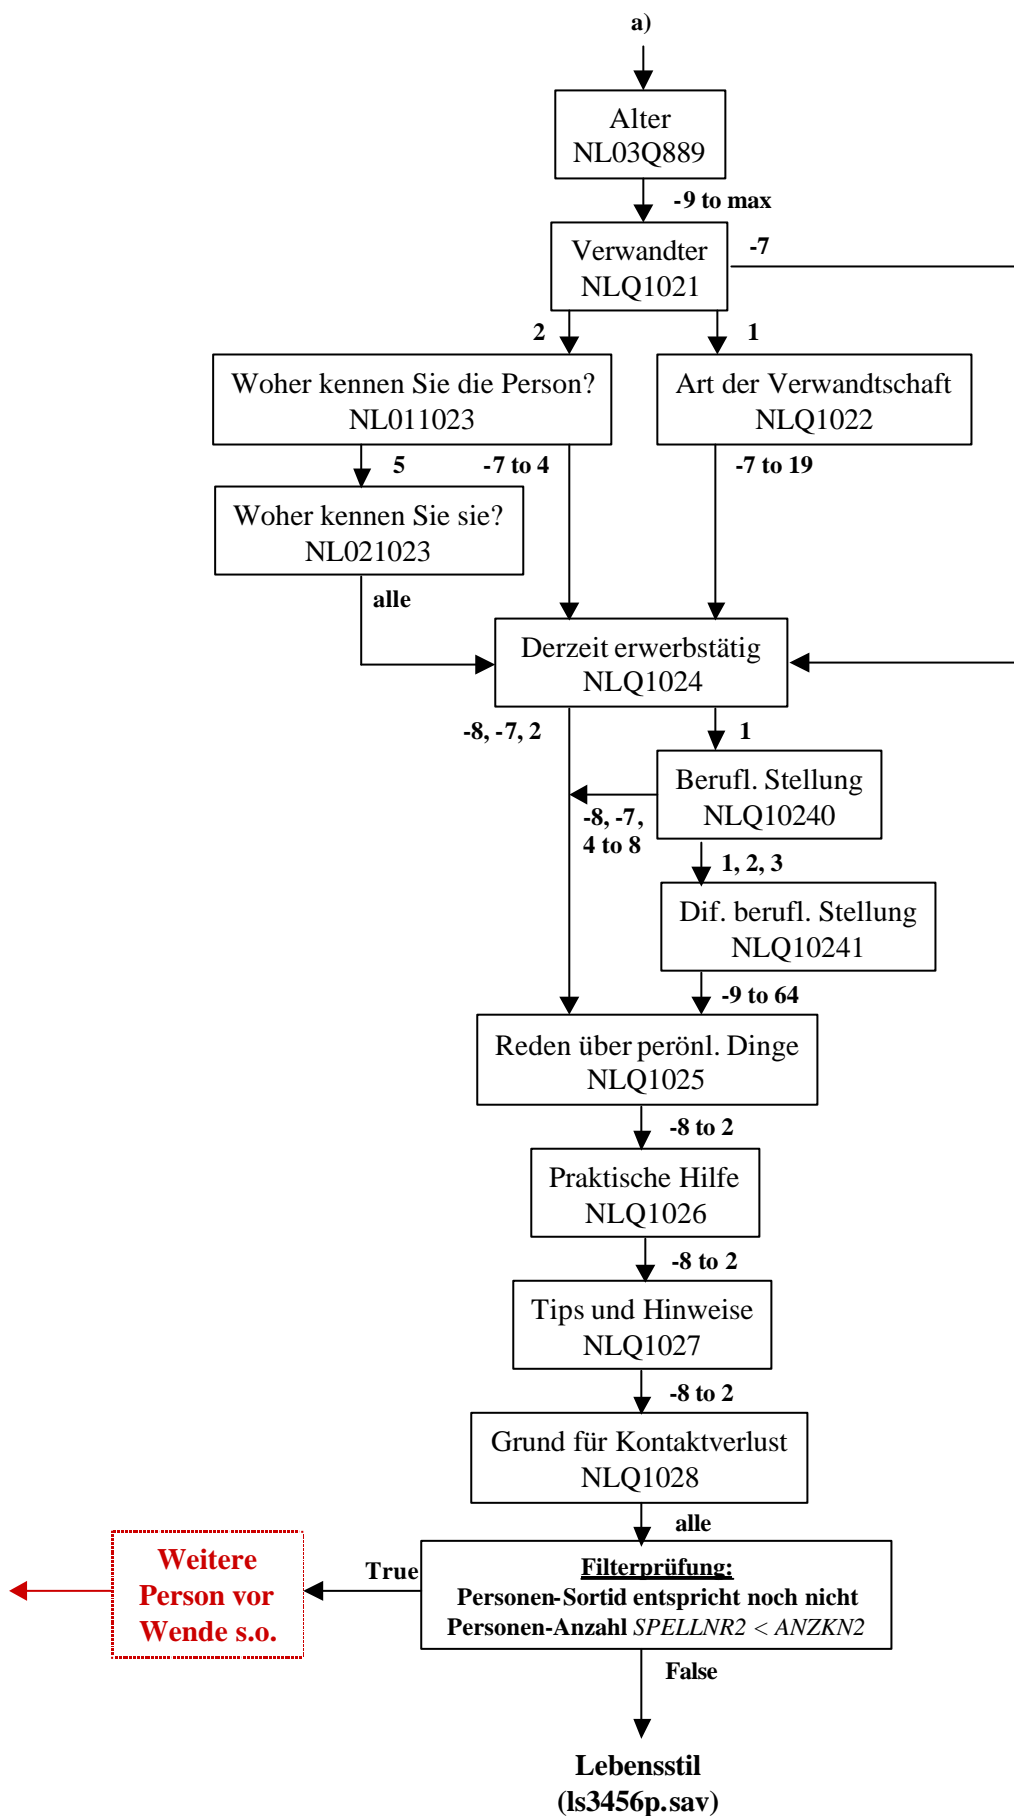 a)
Alter
NL03Q889
-9 to max
Verwandter
NLQ1021
-7
2
1
Woher kennen Sie die Person?
NL011023
Art der Verwandtschaft
NLQ1022
5
-7 to 4
-7 to 19
Woher kennen Sie sie?
NL021023
alle
Derzeit erwerbstätig
NLQ1024
-8, -7, 2
1
Berufl. Stellung
NLQ10240
-8, -7,
4 to 8
1, 2, 3
Dif. berufl. Stellung
NLQ10241
-9 to 64
Reden über perönl. Dinge
NLQ1025
-8 to 2
Praktische Hilfe
NLQ1026
-8 to 2
Tips und Hinweise
NLQ1027
-8 to 2
Grund für Kontaktverlust
NLQ1028
alle
Weitere
Person vor
Wende s.o.
True
Filterprüfung:
Personen-Sortid entspricht noch nicht
Personen-Anzahl SPELLNR2 < ANZKN2
False
Lebensstil
(ls3456p.sav)